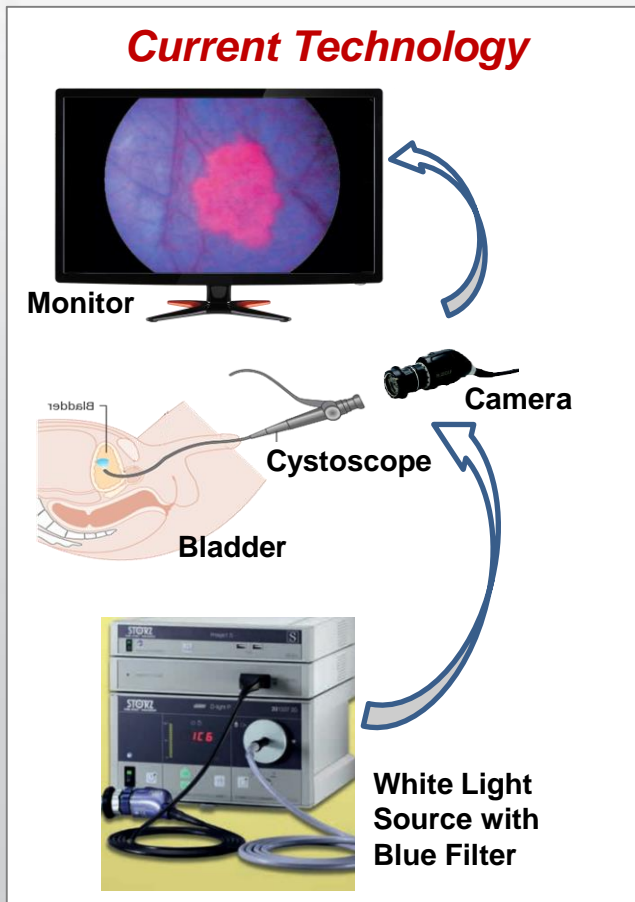 Current Technology
Monitor
Camera
Bladder
Cystoscope
Bladder
STORZ
S
STORZ
White Light
Source with
Blue Filter